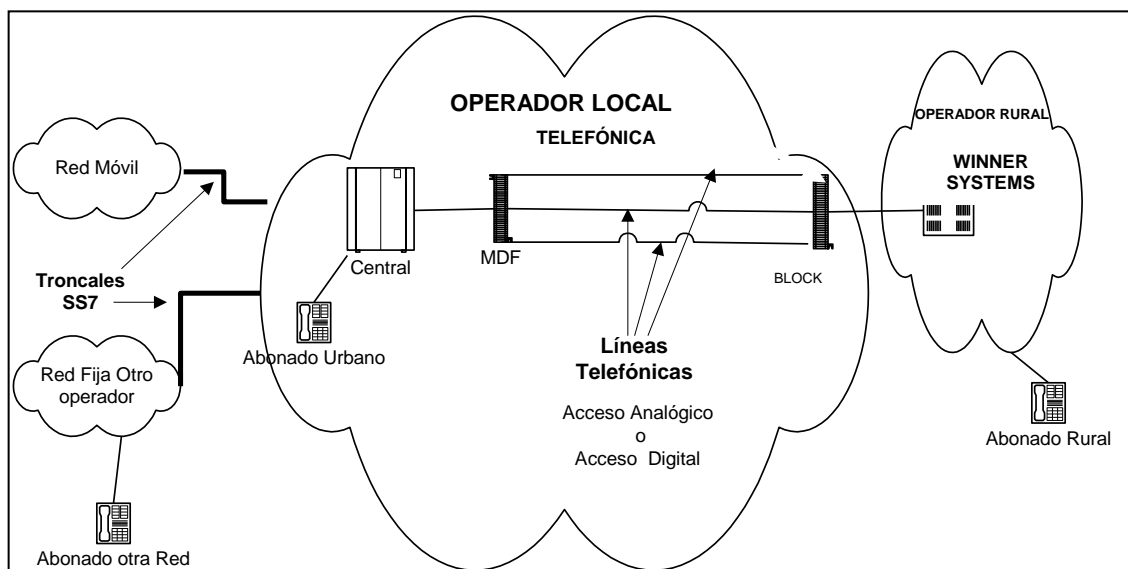 OPERADOR LOCAL
TELEFÓNICA
OPERADOR RURAL
WINNER
SYSTEMS
Red Móvil
Central
MDF
BLOCK
Troncales
SS7
Abonado Urbano
Líneas
Telefónicas
Acceso Analógico
o
Acceso Digital
Red Fija Otro
operador
Abonado Rural
Abonado otra Red